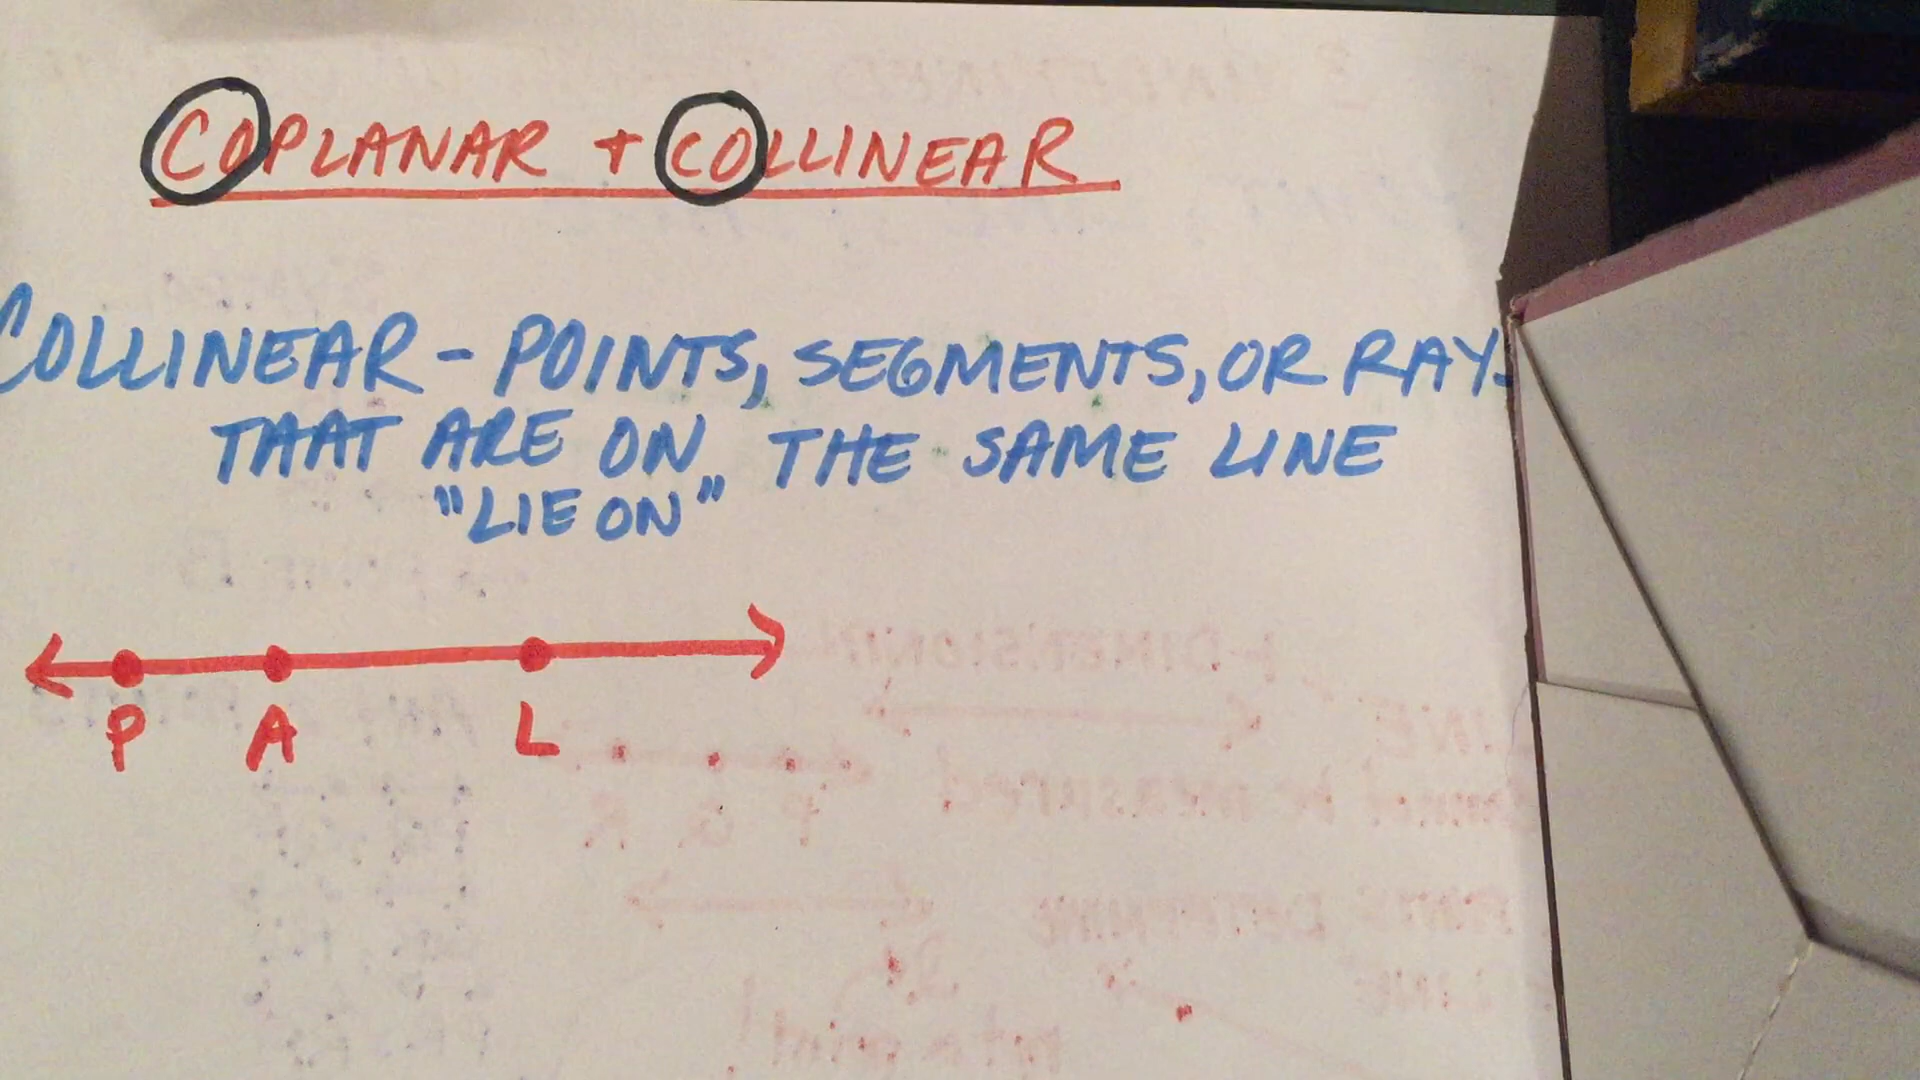 COPLANAR + COLLINEAR
COLLINEAR - POINTS, SEGMENTS, OR RAYS
THAT ARE ON THE SAME LINE
"LIE ON"
P A L